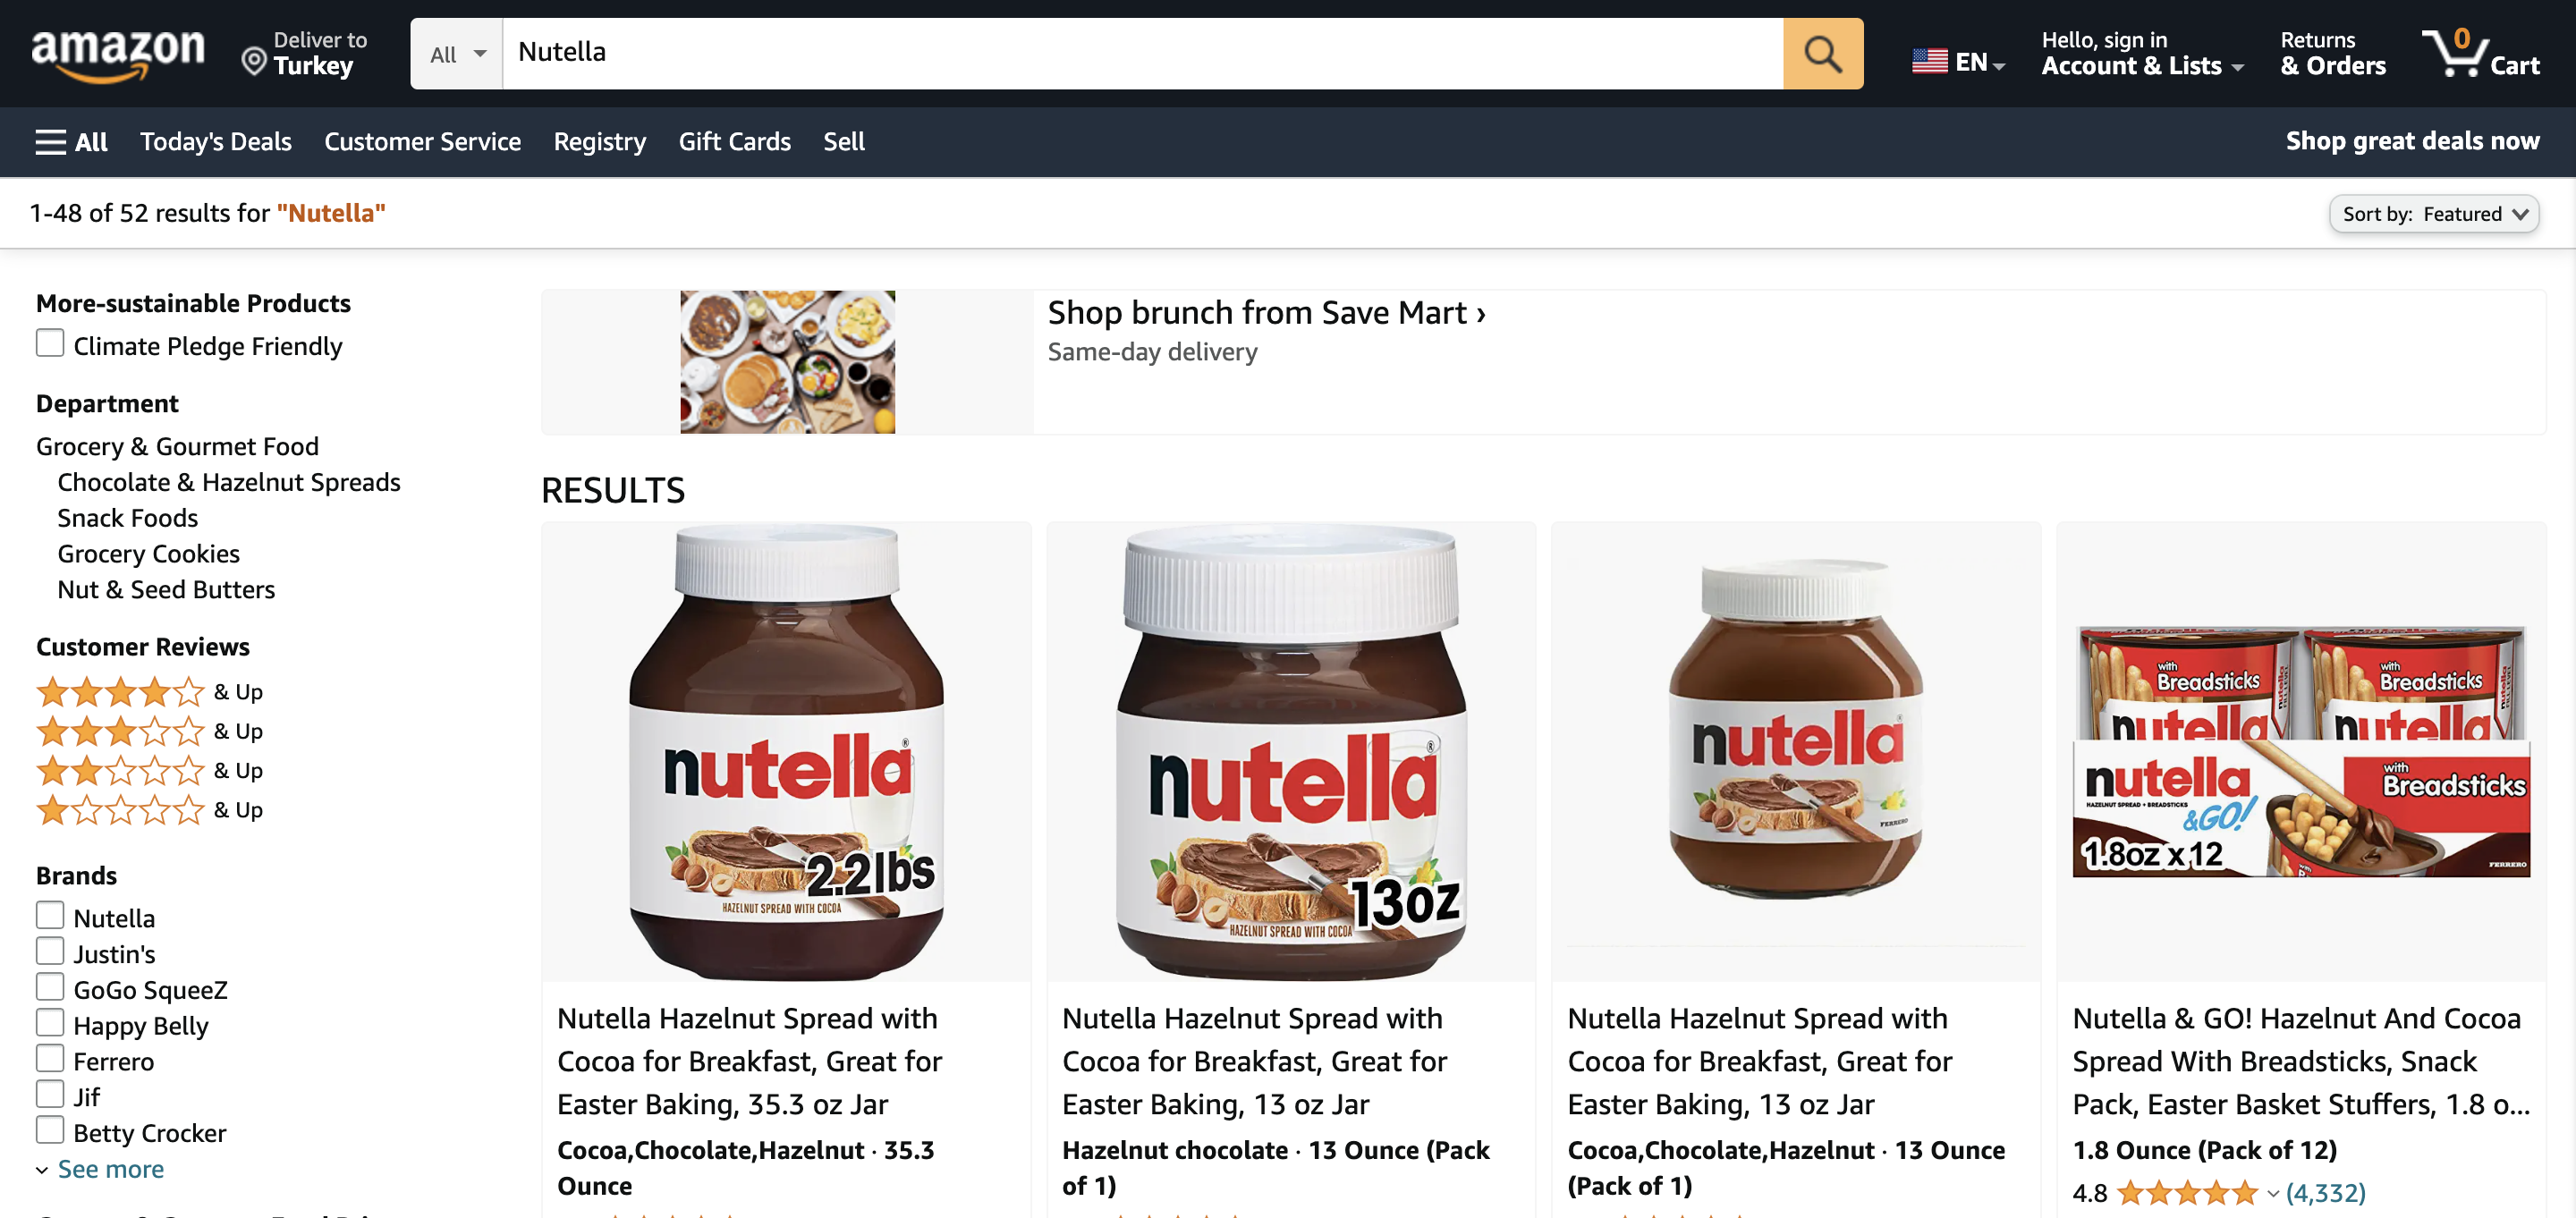 amazon
Deliver to
Turkey
All
Nutella
EN
Hello, sign in
Account & Lists
Returns
& Orders
0
Cart
All
Today's Deals
Customer Service
Registry
Gift Cards
Sell
Shop great deals now
1-48 of 52 results for "Nutella"
Sort by: Featured
More-sustainable Products
Climate Pledge Friendly
Department
Grocery & Gourmet Food
Chocolate & Hazelnut Spreads
Snack Foods
Grocery Cookies
Nut & Seed Butters
Customer Reviews
& Up
& Up
& Up
& Up
Brands
Nutella
Justin's
GoGo SqueeZ
Happy Belly
Ferrero
Jif
Betty Crocker
See more
Shop brunch from Save Mart ›
Same-day delivery
RESULTS
nutella®
2.2lbs
HAZELNUT SPREAD WITH COCOA
Nutella Hazelnut Spread with
Cocoa for Breakfast, Great for
Easter Baking, 35.3 oz Jar
Cocoa,Chocolate,Hazelnut · 35.3
Ounce
nutella®
13oz
HAZELNUT SPREAD WITH COCOA
Nutella Hazelnut Spread with
Cocoa for Breakfast, Great for
Easter Baking, 13 oz Jar
Hazelnut chocolate · 13 Ounce (Pack
of 1)
nutella®
FERRERO
Nutella Hazelnut Spread with
Cocoa for Breakfast, Great for
Easter Baking, 13 oz Jar
Cocoa,Chocolate,Hazelnut · 13 Ounce
(Pack of 1)
with
Breadsticks
nutella
with
Breadsticks
nutella
nutella
HAZELNUT SPREAD + BREADSTICKS
&GO!
with
Breadsticks
1.8oz x 12
FERRERO
Nutella & GO! Hazelnut And Cocoa
Spread With Breadsticks, Snack
Pack, Easter Basket Stuffers, 1.8 o...
1.8 Ounce (Pack of 12)
4.8
(4,332)